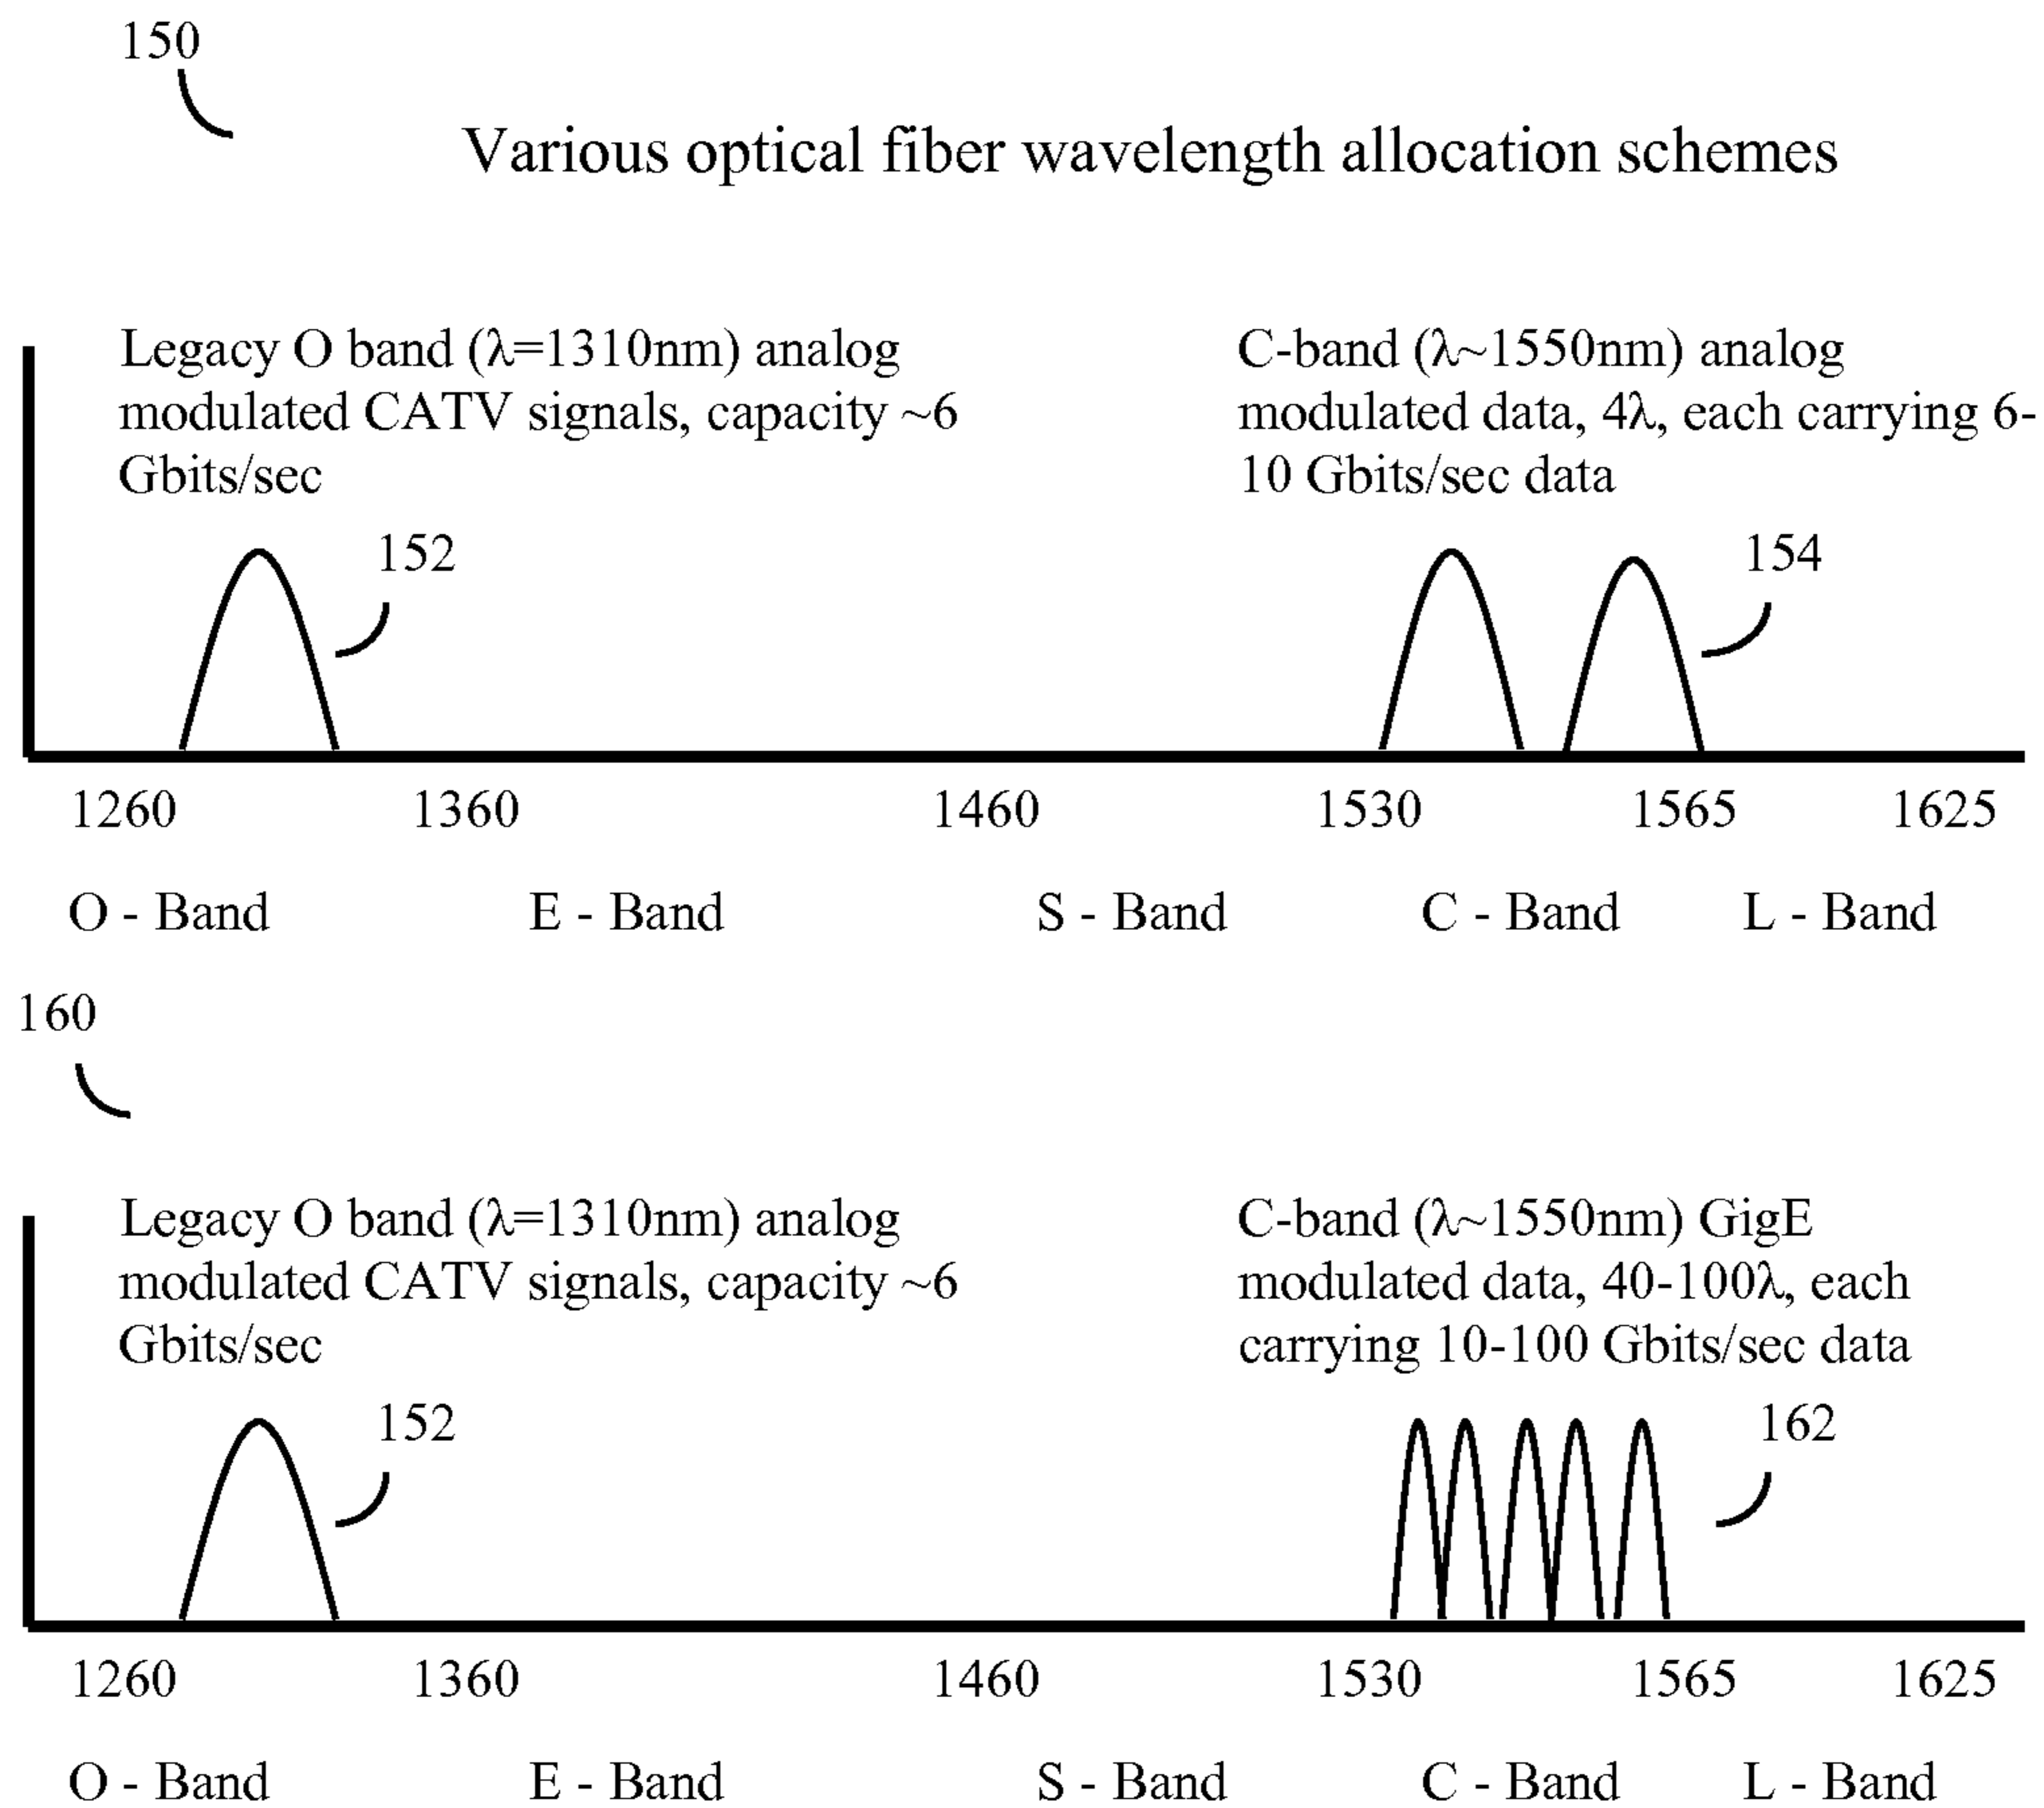 150
Various optical fiber wavelength allocation schemes
Legacy O band (λ=1310nm) analog
modulated CATV signals, capacity ~6
Gbits/sec
C-band (λ~1550nm) analog
modulated data, 4λ, each carrying 6-
10 Gbits/sec data
152
154
1260 1360 1460 1530 1565 1625
O - Band E - Band S - Band C - Band L - Band
160
Legacy O band (λ=1310nm) analog
modulated CATV signals, capacity ~6
Gbits/sec
C-band (λ~1550nm) GigE
modulated data, 40-100λ, each
carrying 10-100 Gbits/sec data
152
162
1260 1360 1460 1530 1565 1625
O - Band E - Band S - Band C - Band L - Band